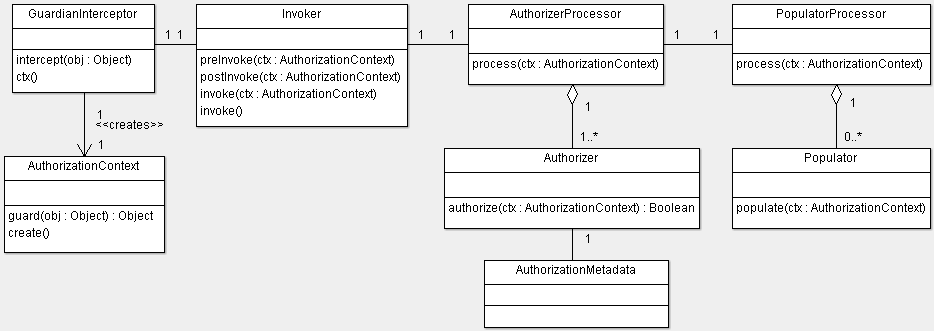 GuardianInterceptor
intercept(obj : Object)
ctx()
1
1
Invoker
preInvoke(ctx : AuthorizationContext)
postInvoke(ctx : AuthorizationContext)
invoke(ctx : AuthorizationContext)
invoke()
1
1
AuthorizerProcessor
process(ctx : AuthorizationContext)
1
1
PopulatorProcessor
process(ctx : AuthorizationContext)
1
<<creates>>
1
AuthorizationContext
guard(obj : Object) : Object
create()
1
1..*
Authorizer
authorize(ctx : AuthorizationContext) : Boolean
1
AuthorizationMetadata
1
0..*
Populator
populate(ctx : AuthorizationContext)